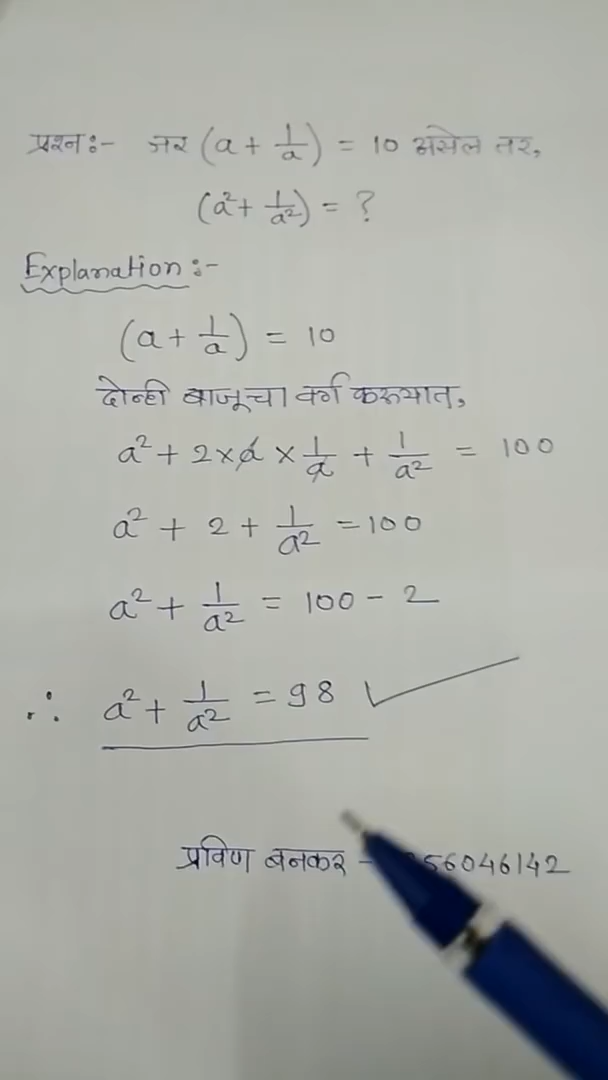 प्रश्न :- जर (a + 1/a) = 10 असेल तर,
(a² + 1/a²) = ?
Explanation :-
(a + 1/a) = 10
दोन्ही बाजूचा वर्ग करूयात,
a² + 2 × a × 1/a + 1/a² = 100
a² + 2 + 1/a² = 100
a² + 1/a² = 100 - 2
∴ a² + 1/a² = 98 ✓
प्रविण बनकर - 56046142